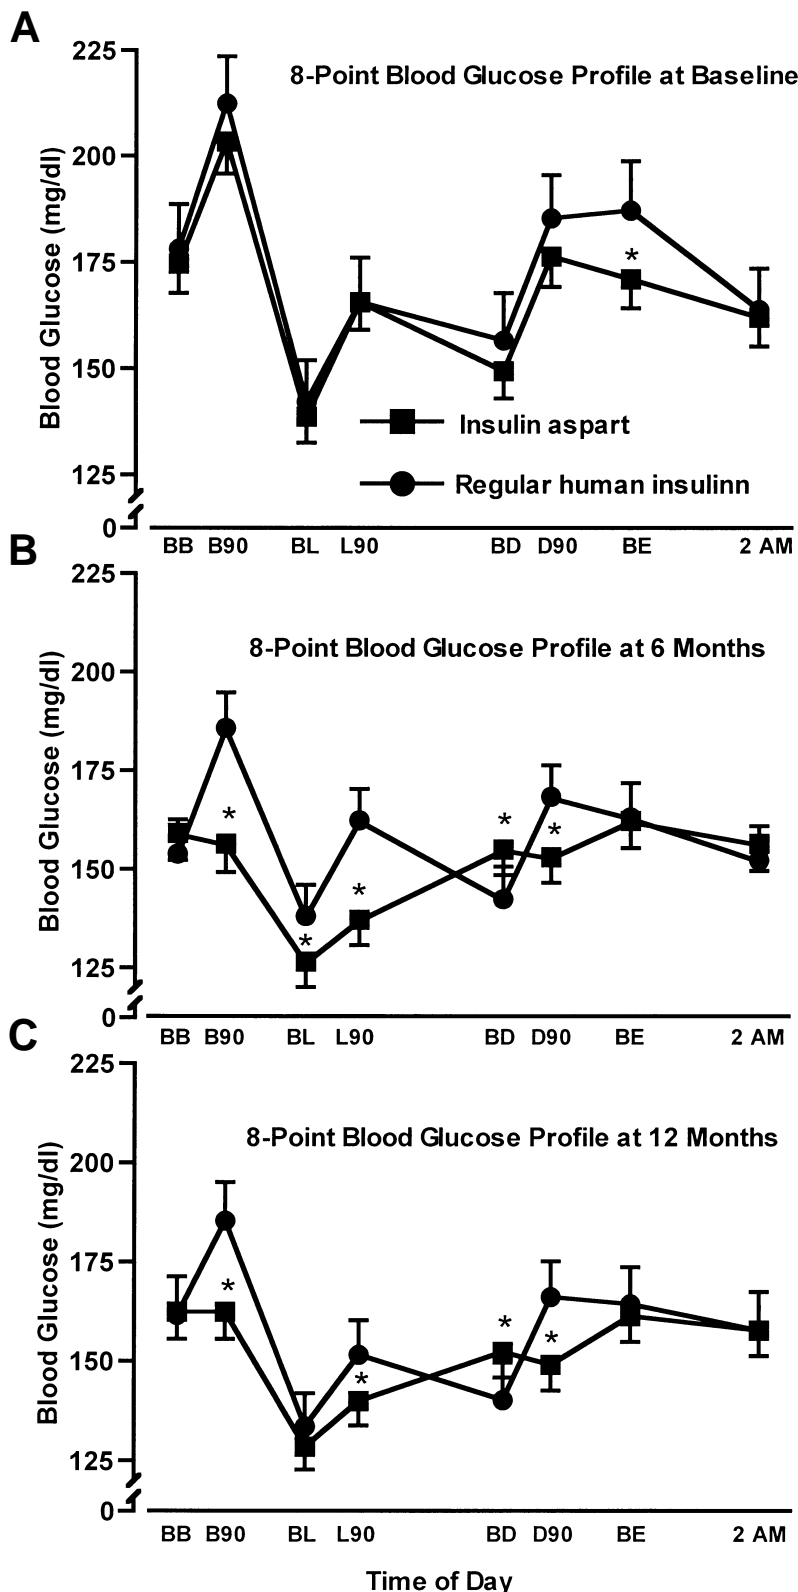 A
225
8-Point Blood Glucose Profile at Baseline
200
175
150
125
0
Blood Glucose (mg/dl)
*
Insulin aspart
Regular human insulinn
BB B90 BL L90 BD D90 BE 2 AM
B
225
8-Point Blood Glucose Profile at 6 Months
200
175
150
125
0
Blood Glucose (mg/dl)
* * * * *
BB B90 BL L90 BD D90 BE 2 AM
C
225
8-Point Blood Glucose Profile at 12 Months
200
175
150
125
0
Blood Glucose (mg/dl)
* * * *
BB B90 BL L90 BD D90 BE 2 AM
Time of Day